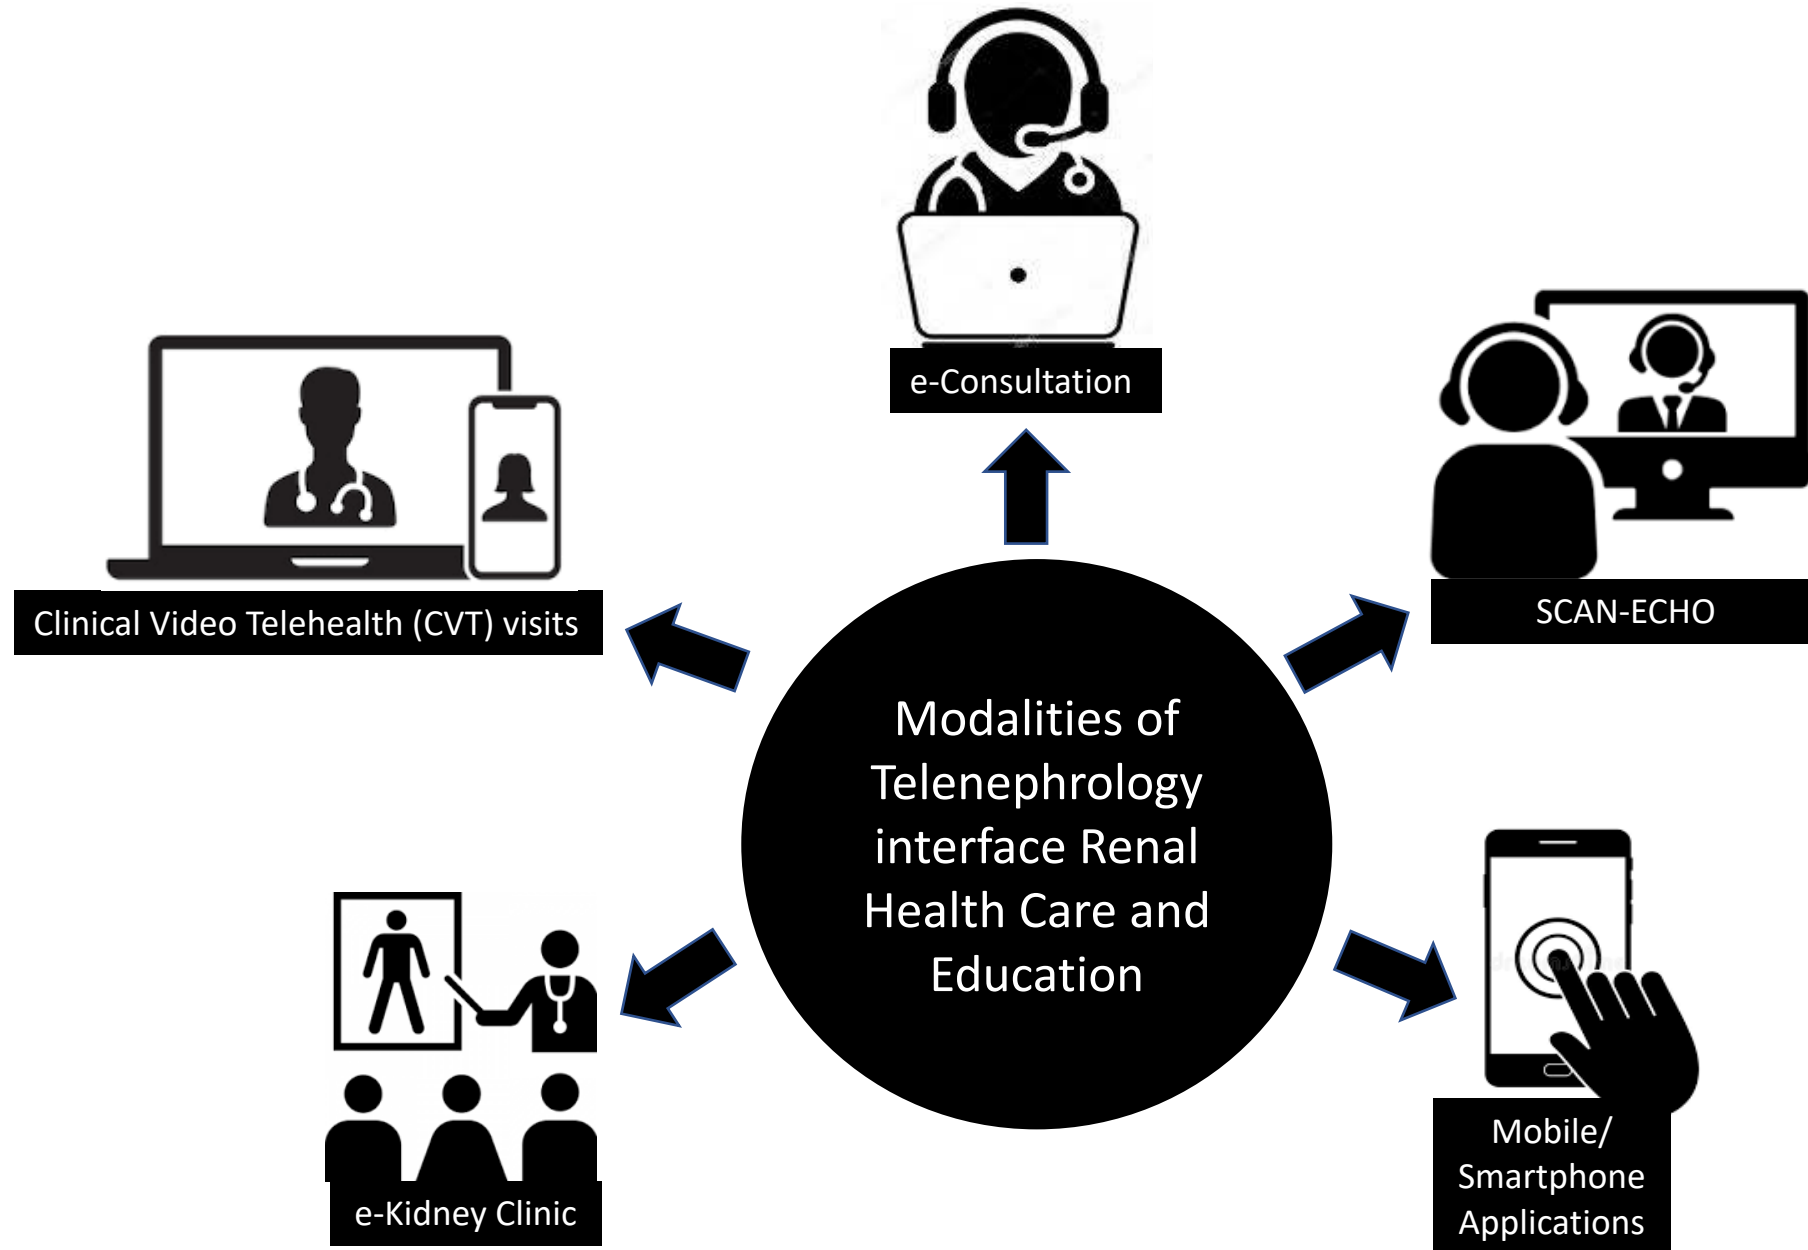 e-Consultation
Clinical Video Telehealth (CVT) visits
SCAN-ECHO
Modalities of
Telenephrology
interface Renal
Health Care and
Education
e-Kidney Clinic
Mobile/
Smartphone
Applications